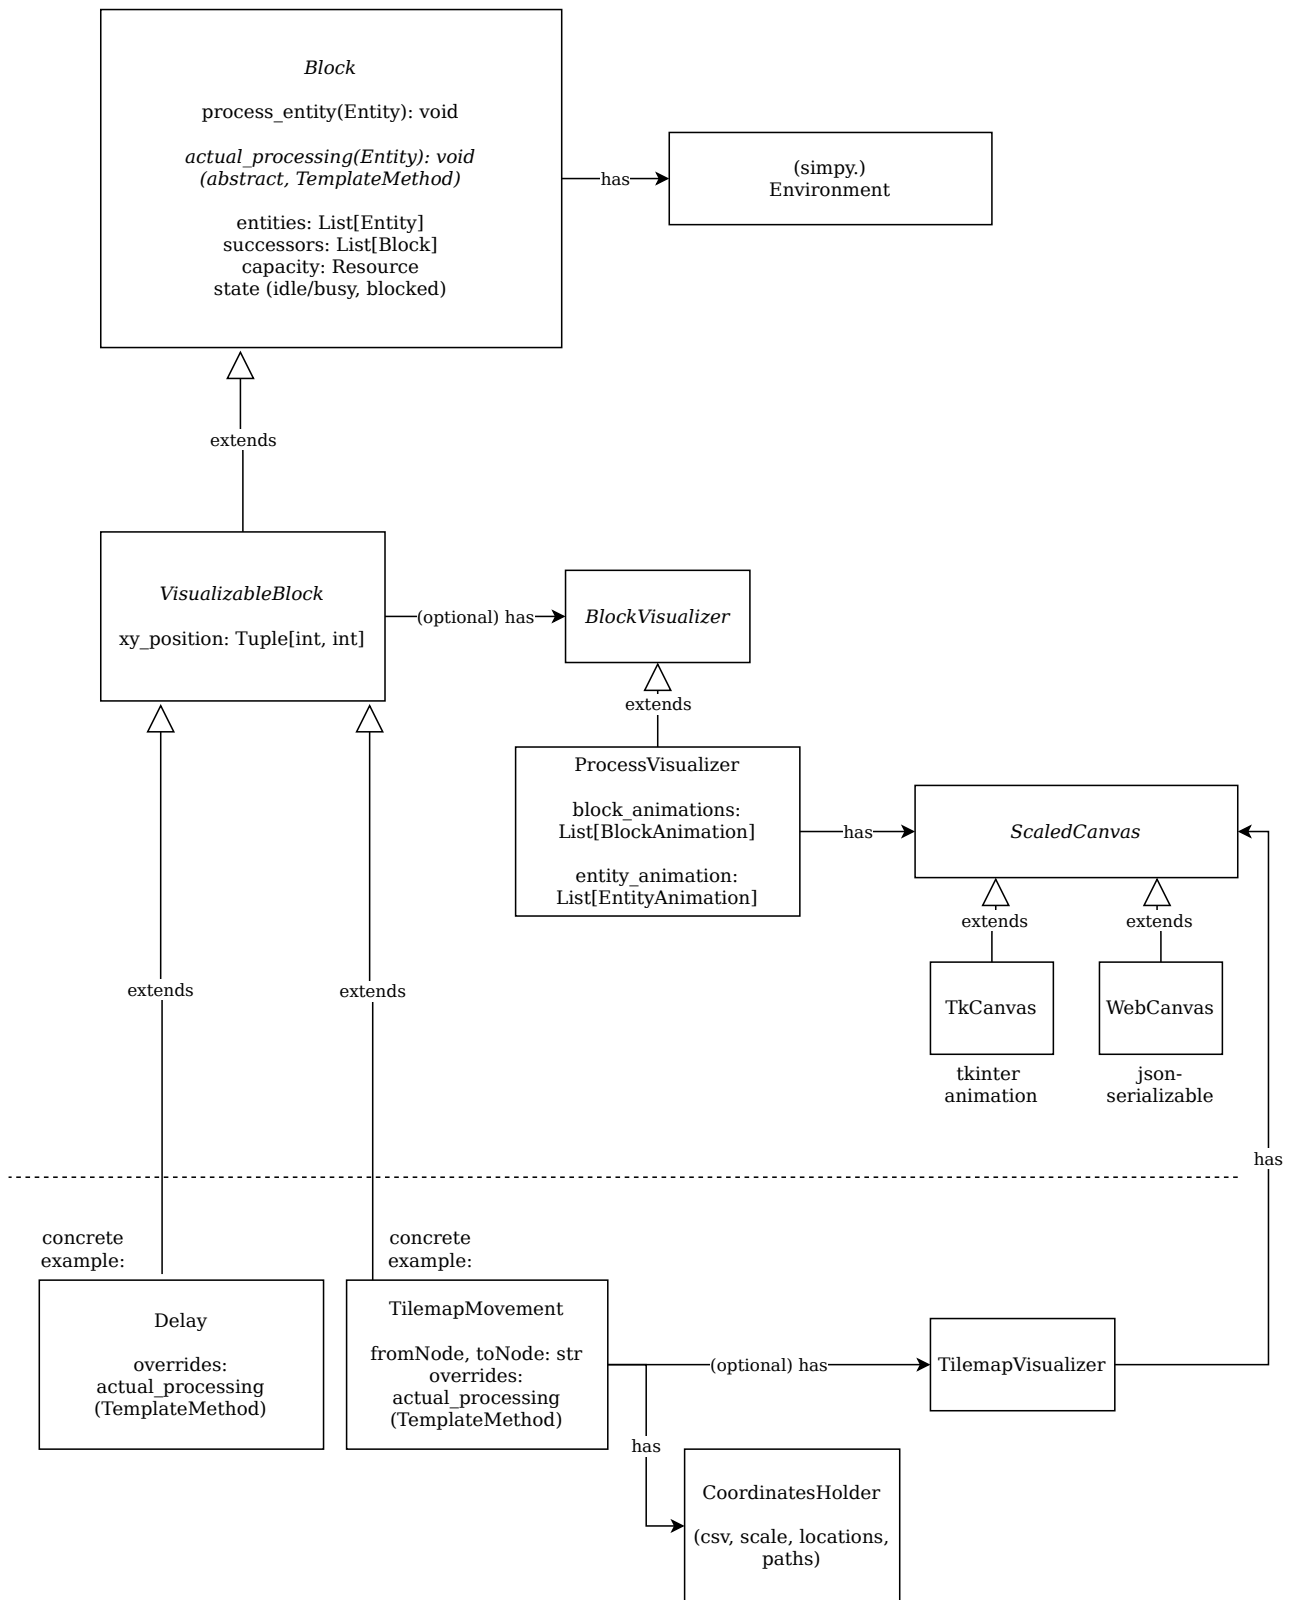 Block
process_entity(Entity): void
actual_processing(Entity): void
(abstract, TemplateMethod)
entities: List[Entity]
successors: List[Block]
capacity: Resource
state (idle/busy, blocked)
has
(simpy.)
Environment
extends
VisualizableBlock
xy_position: Tuple[int, int]
(optional) has
BlockVisualizer
extends
ProcessVisualizer
block_animations:
List[BlockAnimation]
entity_animation:
List[EntityAnimation]
has
ScaledCanvas
extends
extends
extends
extends
TkCanvas
WebCanvas
tkinter
animation
json-
serializable
has
concrete
example:
concrete
example:
Delay
overrides:
actual_processing
(TemplateMethod)
TilemapMovement
fromNode, toNode: str
overrides:
actual_processing
(TemplateMethod)
(optional) has
TilemapVisualizer
has
CoordinatesHolder
(csv, scale, locations,
paths)